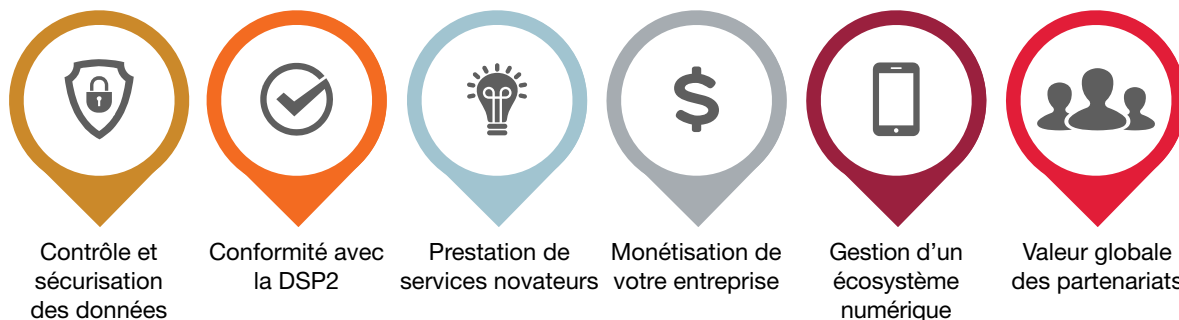 Contrôle et
sécurisation
des données
Conformité avec
la DSP2
Prestation de
services novateurs
Monétisation de
votre entreprise
Gestion d’un
écosystème
numérique
Valeur globale
des partenariats